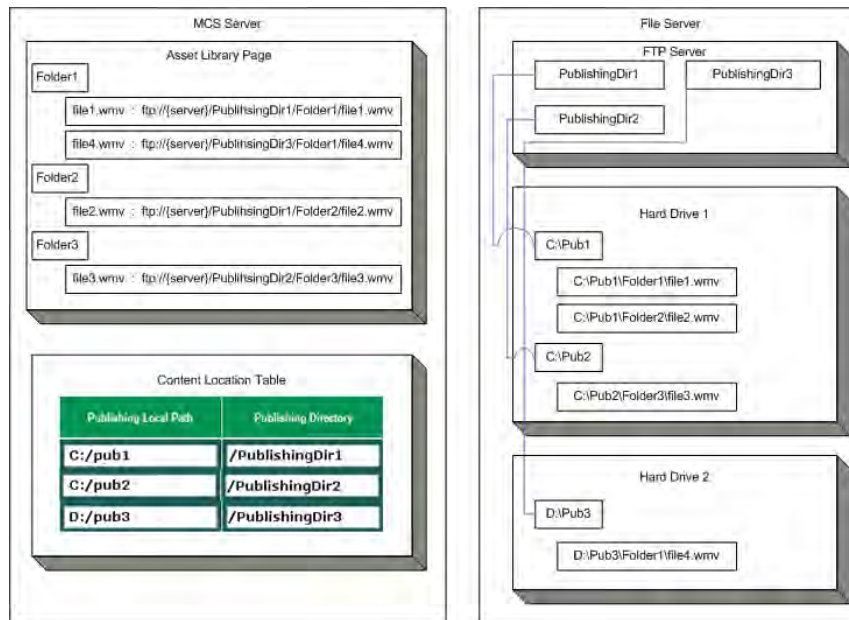 MCS Server
Asset Library Page
Folder1
file1.wmv : ftp://{server}/PublihsingDir1/Folder1/file1.wmv
file4.wmv : ftp://{server}/PublihsingDir3/Folder1/file4.wmv
Folder2
file2.wmv : ftp://{server}/PublihsingDir1/Folder2/file2.wmv
Folder3
file3.wmv : ftp://{server}/PublihsingDir2/Folder3/file3.wmv
Content Location Table
Publishing Local Path Publishing Directory
C:/pub1 /PublishingDir1
C:/pub2 /PublishingDir2
D:/pub3 /PublishingDir3
File Server
FTP Server
PublishingDir1 PublishingDir3
PublishingDir2
Hard Drive 1
C:\Pub1
C:\Pub1\Folder1\file1.wmv
C:\Pub1\Folder2\file2.wmv
C:\Pub2
C:\Pub2\Folder3\file3.wmv
Hard Drive 2
D:\Pub3
D:\Pub3\Folder1\file4.wmv